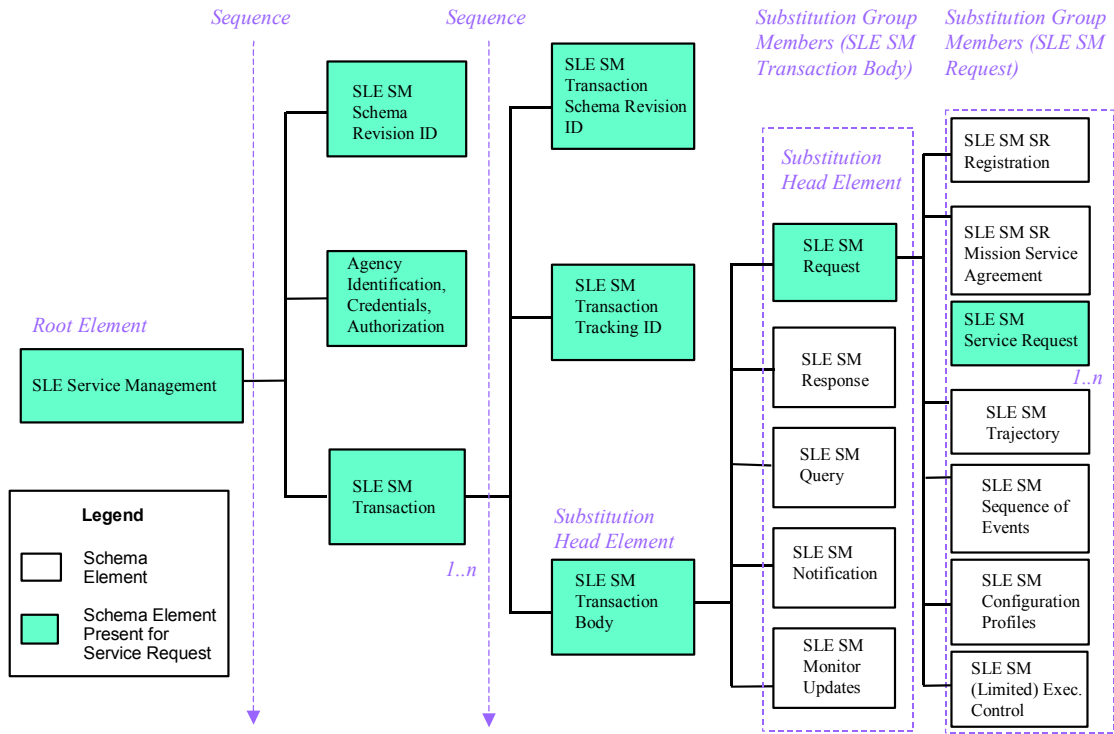 Sequence
Sequence
Substitution Group
Members (SLE SM
Transaction Body)
Substitution Group
Members (SLE SM
Request)
SLE SM
Schema
Revision ID
SLE SM
Transaction
Schema Revision
ID
Substitution
Head Element
SLE SM SR
Registration
SLE SM
Request
SLE SM SR
Mission Service
Agreement
Agency
Identification,
Credentials,
Authorization
SLE SM
Transaction
Tracking ID
SLE SM
Service Request
1..n
Root Element
SLE Service Management
SLE SM
Response
SLE SM
Trajectory
SLE SM
Transaction
1..n
SLE SM
Query
SLE SM
Sequence of
Events
Substitution
Head Element
SLE SM
Transaction
Body
SLE SM
Notification
SLE SM
Configuration
Profiles
SLE SM
Monitor
Updates
SLE SM
(Limited) Exec.
Control
Legend
Schema
Element
Schema Element
Present for
Service Request